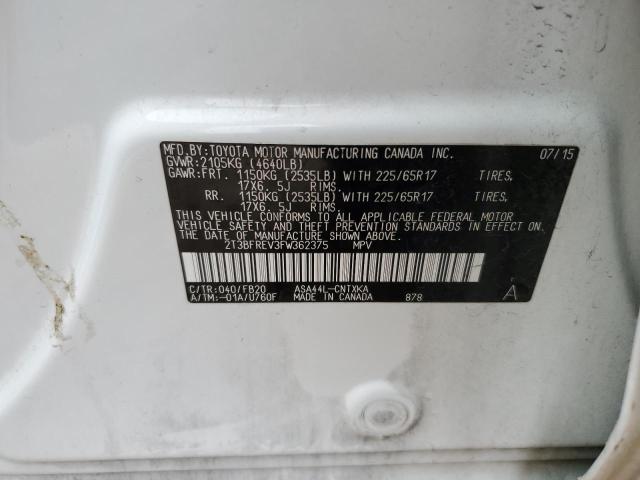 MFD.BY:TOYOTA MOTOR MANUFACTURING CANADA INC. 07/15
GVWR:2105KG (4640LB)
GAWR:FRT. 1150KG (2535LB) WITH 225/65R17 TIRES,
17X6. 5J RIMS.
RR. 1150KG (2535LB) WITH 225/65R17 TIRES,
17X6. 5J RIMS.
THIS VEHICLE CONFORMS TO ALL APPLICABLE FEDERAL MOTOR
VEHICLE SAFETY AND THEFT PREVENTION STANDARDS IN EFFECT
ON THE DATE OF MANUFACTURE SHOWN ABOVE.
2T3BFREV3FW362375 MPV
C/TR:040/FB20 ASA44L-CNTXKA
A/TM:-01A/U760F MADE IN CANADA 878 A